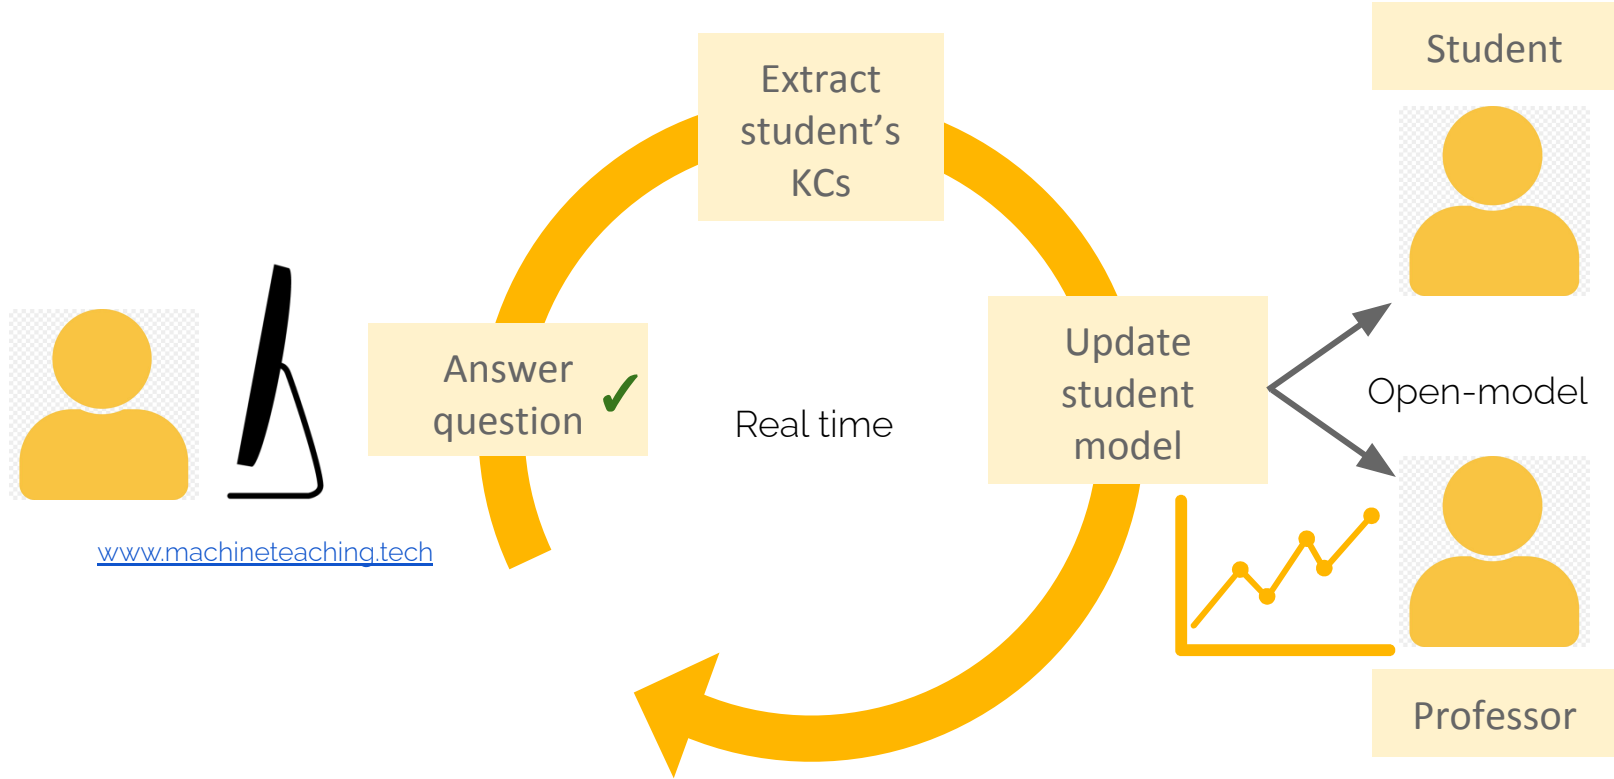 Student
Extract
student’s
KCs
Answer
question ✓
Update
student
model
Real time
Open-model
www.machineteaching.tech
Professor